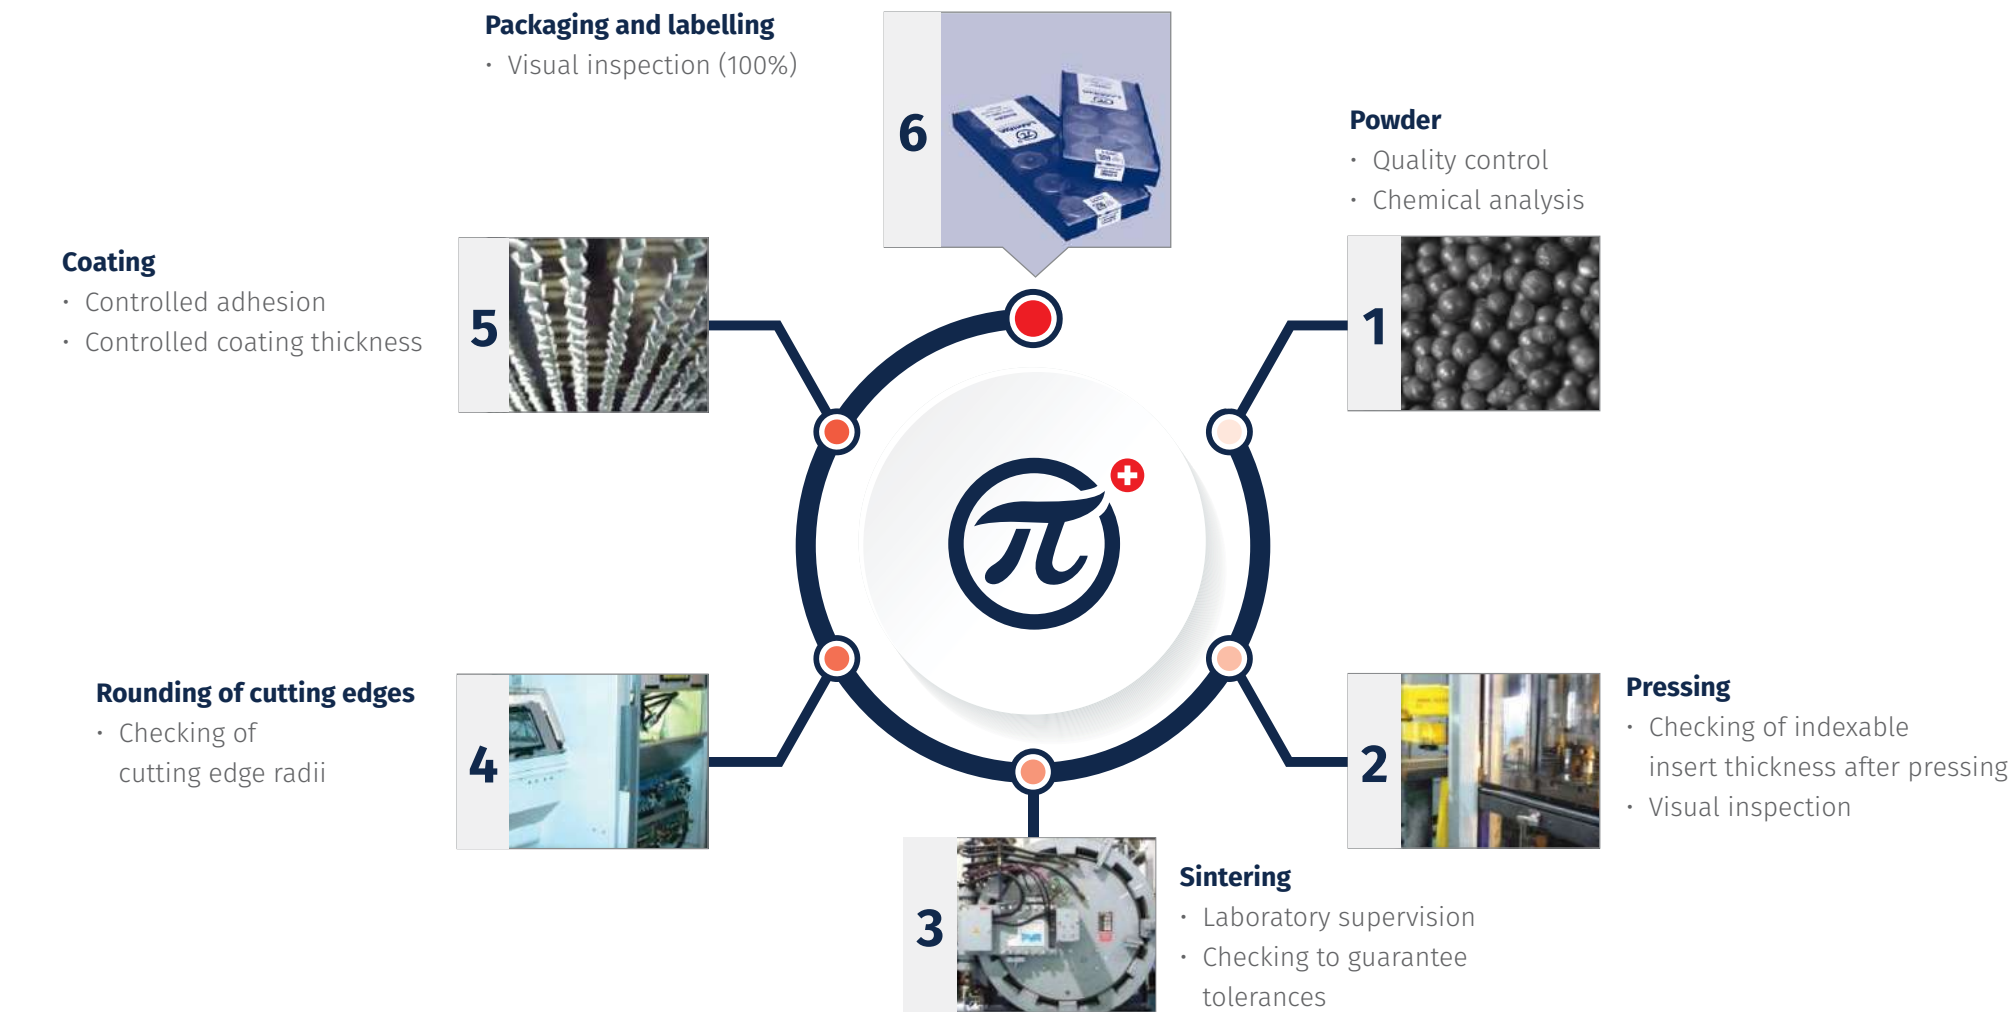 Packaging and labelling
· Visual inspection (100%)
6
Powder
· Quality control
· Chemical analysis
1
Coating
· Controlled adhesion
· Controlled coating thickness
5
π
Rounding of cutting edges
· Checking of
cutting edge radii
4
2
Pressing
· Checking of indexable
insert thickness after pressing
· Visual inspection
3
Sintering
· Laboratory supervision
· Checking to guarantee
tolerances